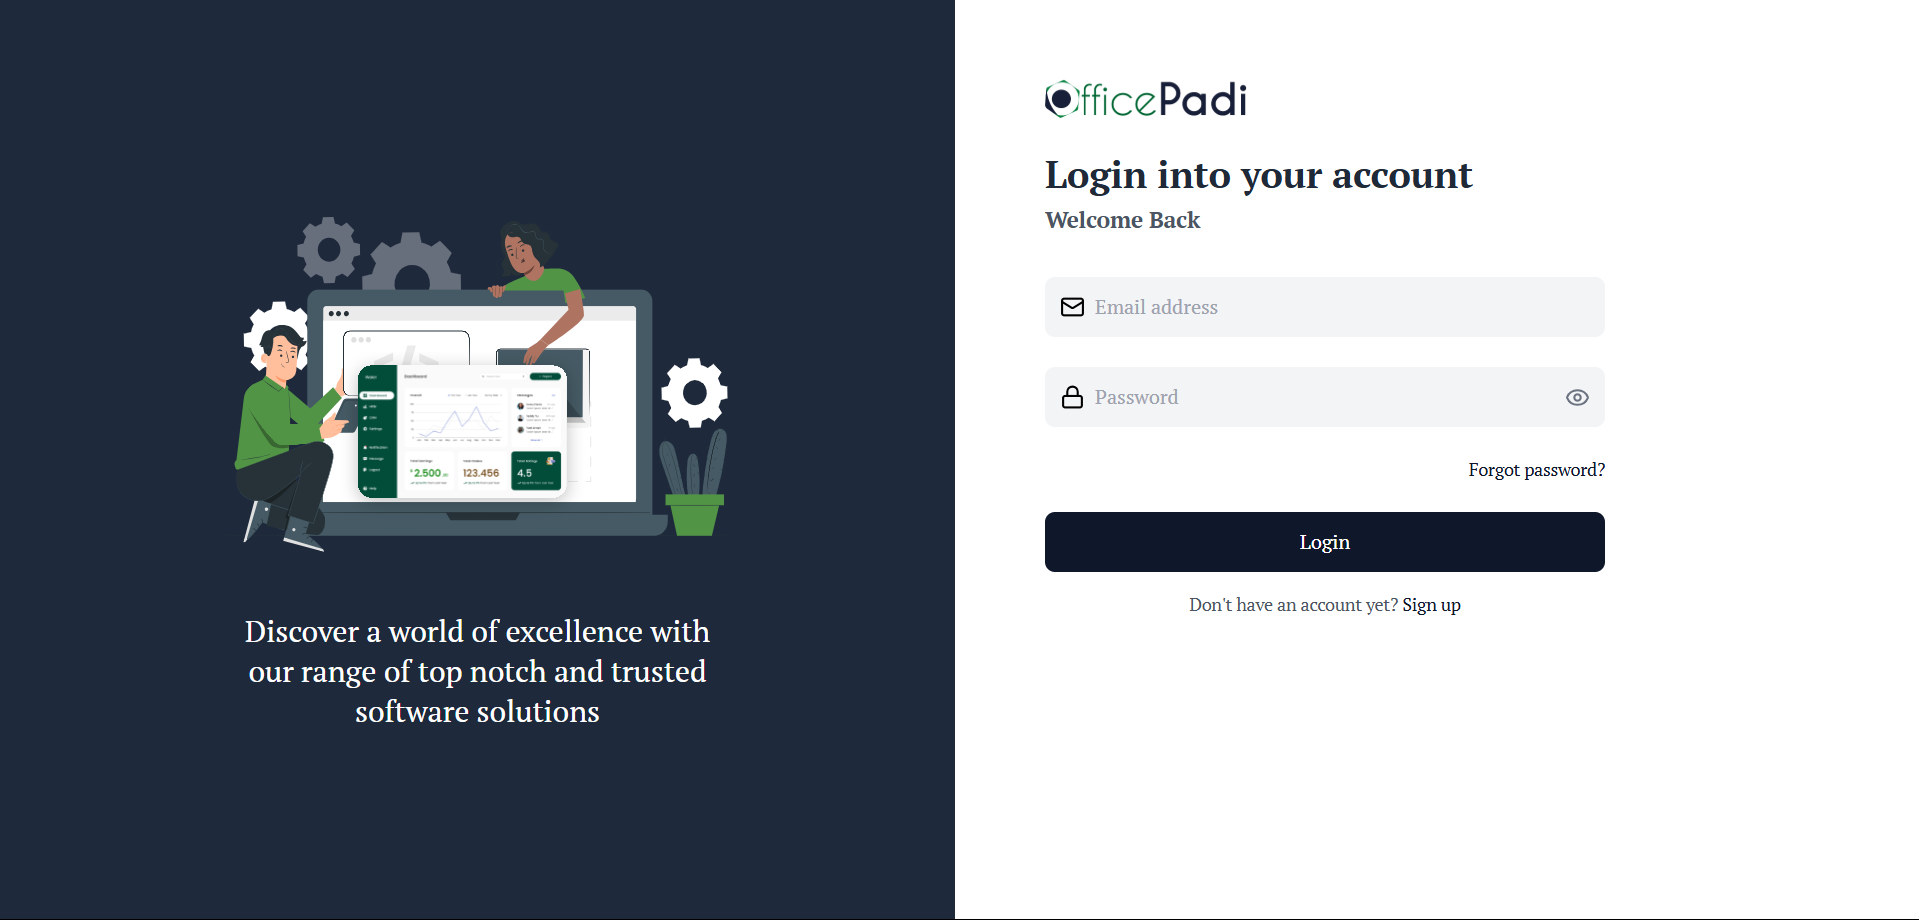 OfficePadi
Login into your account
Welcome Back
Email address
Password
Forgot password?
Login
Don't have an account yet? Sign up
Dashboard
2.500
123.456
4.5
Discover a world of excellence with
our range of top notch and trusted
software solutions